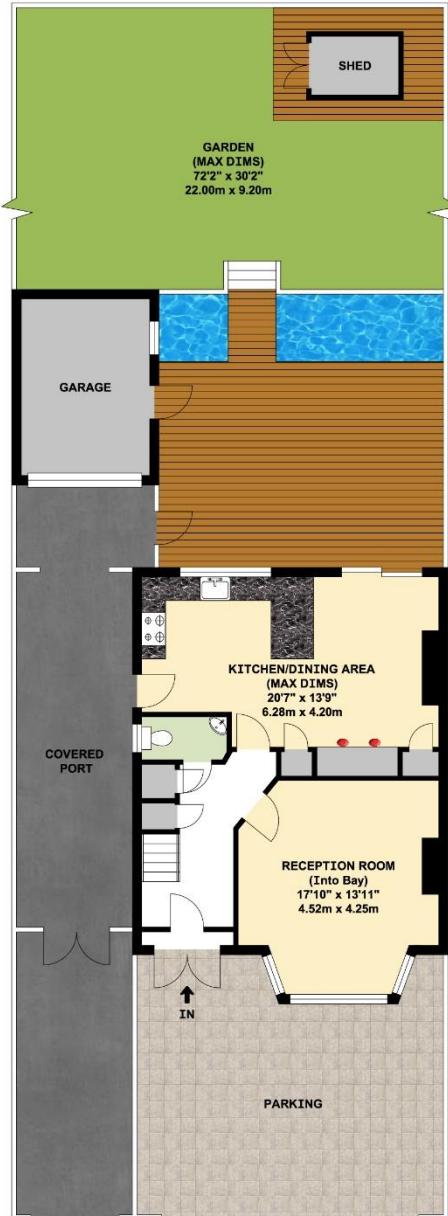 SHED
GARDEN
(MAX DIMS)
72'2" x 30'2"
22.00m x 9.20m
GARAGE
KITCHEN/DINING AREA
(MAX DIMS)
20'7" x 13'9"
6.28m x 4.20m
COVERED
PORT
RECEPTION ROOM
(Into Bay)
17'10" x 13'11"
4.52m x 4.25m
IN
PARKING